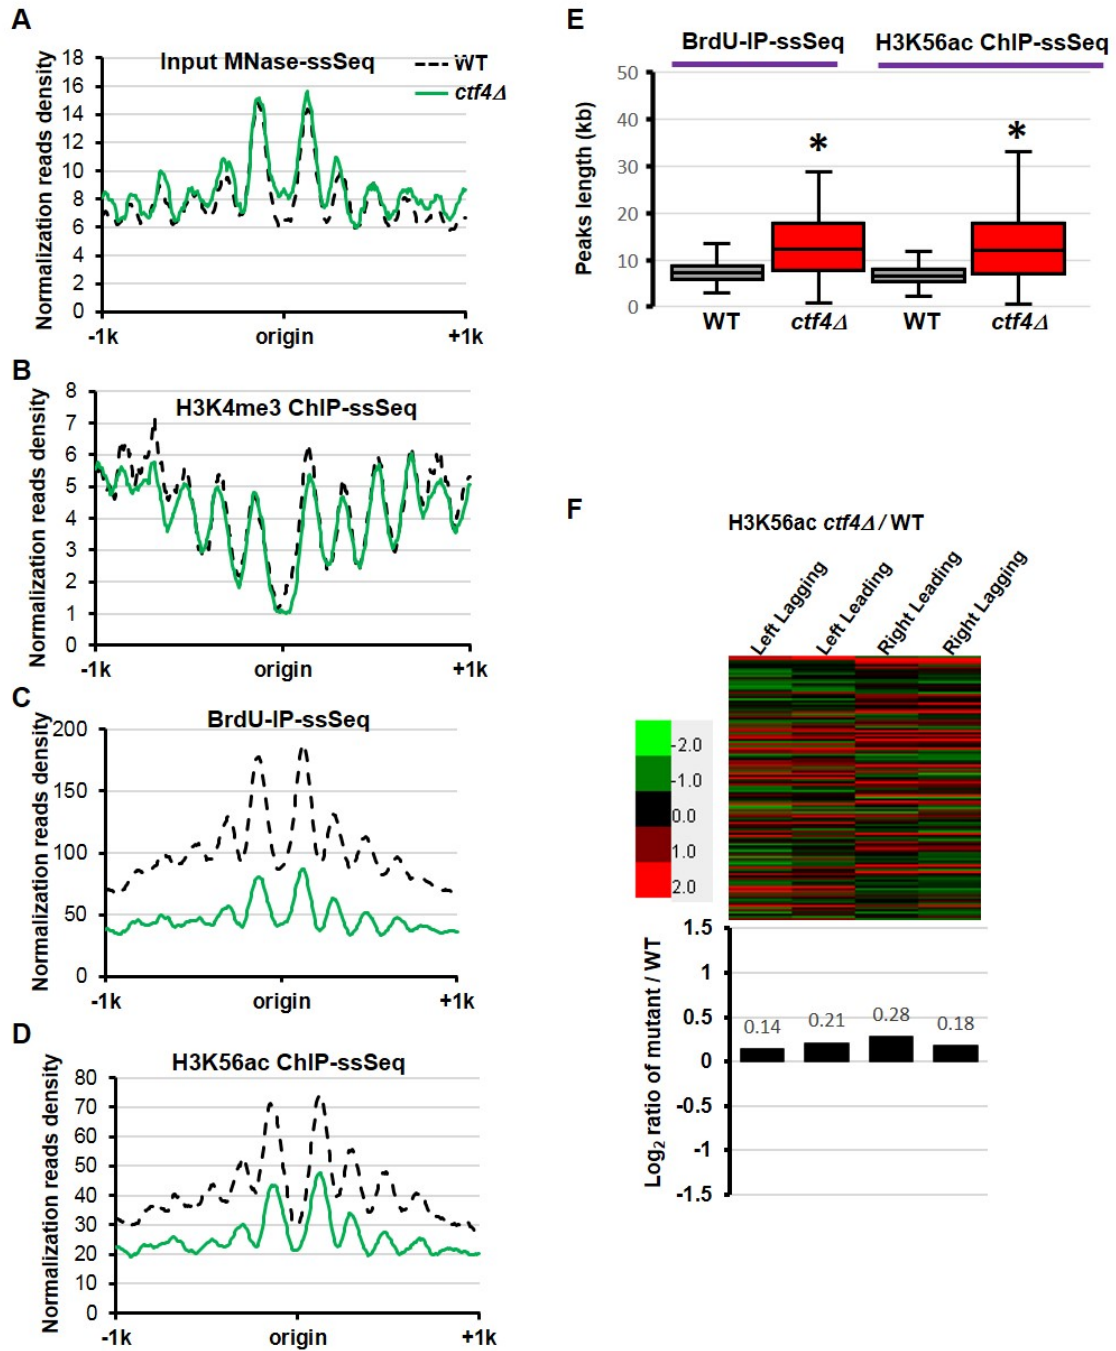 A
Input MNase-ssSeq
WT
ctf4Δ
Normalization reads density
18
16
14
12
10
8
6
4
2
0
-1k
origin
+1k
B
H3K4me3 ChIP-ssSeq
Normalization reads density
8
7
6
5
4
3
2
1
0
-1k
origin
+1k
C
BrdU-IP-ssSeq
Normalization reads density
200
150
100
50
0
-1k
origin
+1k
D
H3K56ac ChIP-ssSeq
Normalization reads density
80
70
60
50
40
30
20
10
0
-1k
origin
+1k
E
BrdU-IP-ssSeq
H3K56ac ChIP-ssSeq
Peaks length (kb)
50
40
30
20
10
0
*
*
WT
ctf4Δ
WT
ctf4Δ
F
H3K56ac ctf4Δ / WT
Left Lagging
Left Leading
Right Leading
Right Lagging
-2.0
-1.0
0.0
1.0
2.0
Log2 ratio of mutant / WT
1.5
1
0.5
0
-0.5
-1
-1.5
0.14
0.21
0.28
0.18